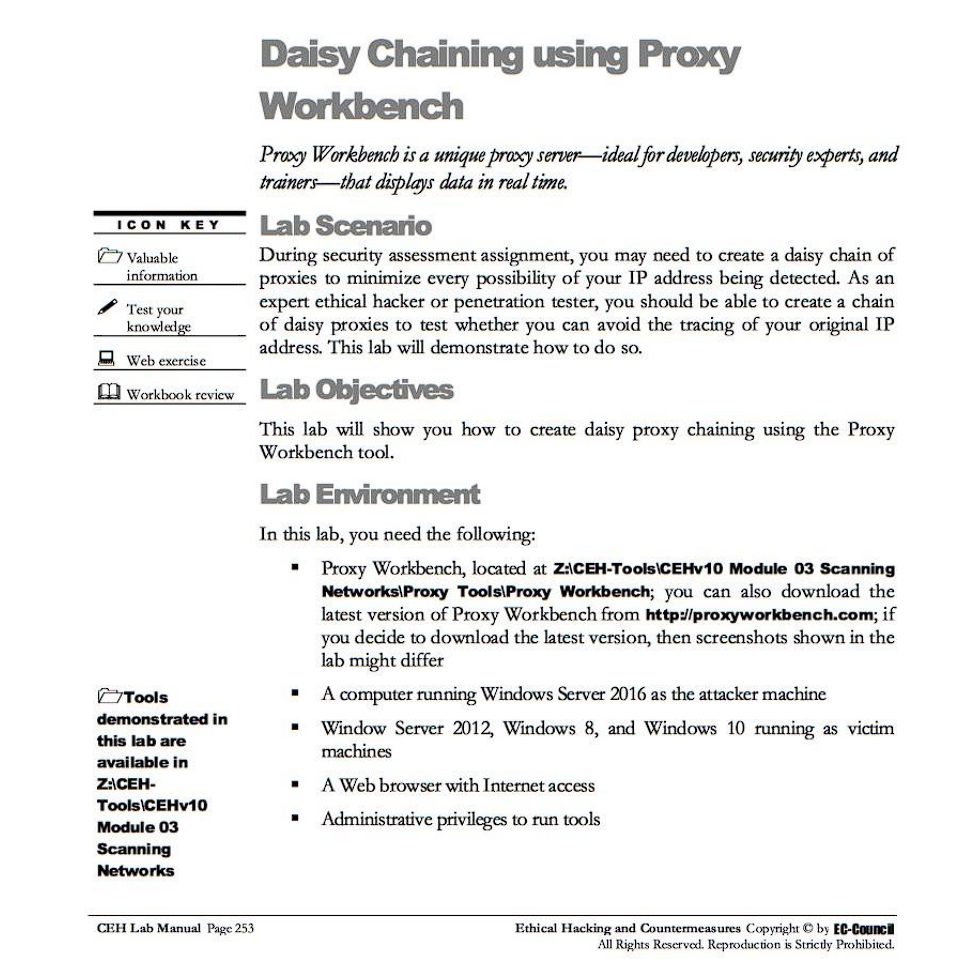 Daisy Chaining using Proxy
Workbench
Proxy Workbench is a unique proxy server—ideal for developers, security experts, and
trainers—that displays data in real time.
ICON KEY
Valuable
information
Test your
knowledge
Web exercise
Workbook review
Lab Scenario
During security assessment assignment, you may need to create a daisy chain of
proxies to minimize every possibility of your IP address being detected. As an
expert ethical hacker or penetration tester, you should be able to create a chain
of daisy proxies to test whether you can avoid the tracing of your original IP
address. This lab will demonstrate how to do so.
Lab Objectives
This lab will show you how to create daisy proxy chaining using the Proxy
Workbench tool.
Lab Environment
In this lab, you need the following:
▪ Proxy Workbench, located at Z:\CEH-Tools\CEHv10 Module 03 Scanning
Networks\Proxy Tools\Proxy Workbench; you can also download the
latest version of Proxy Workbench from http://proxyworkbench.com; if
you decide to download the latest version, then screenshots shown in the
lab might differ
▪ A computer running Windows Server 2016 as the attacker machine
▪ Window Server 2012, Windows 8, and Windows 10 running as victim
machines
▪ A Web browser with Internet access
▪ Administrative privileges to run tools
Tools
demonstrated in
this lab are
available in
Z:\CEH-
Tools\CEHv10
Module 03
Scanning
Networks
CEH Lab Manual Page 253
Ethical Hacking and Countermeasures Copyright © by EC-Council
All Rights Reserved. Reproduction is Strictly Prohibited.